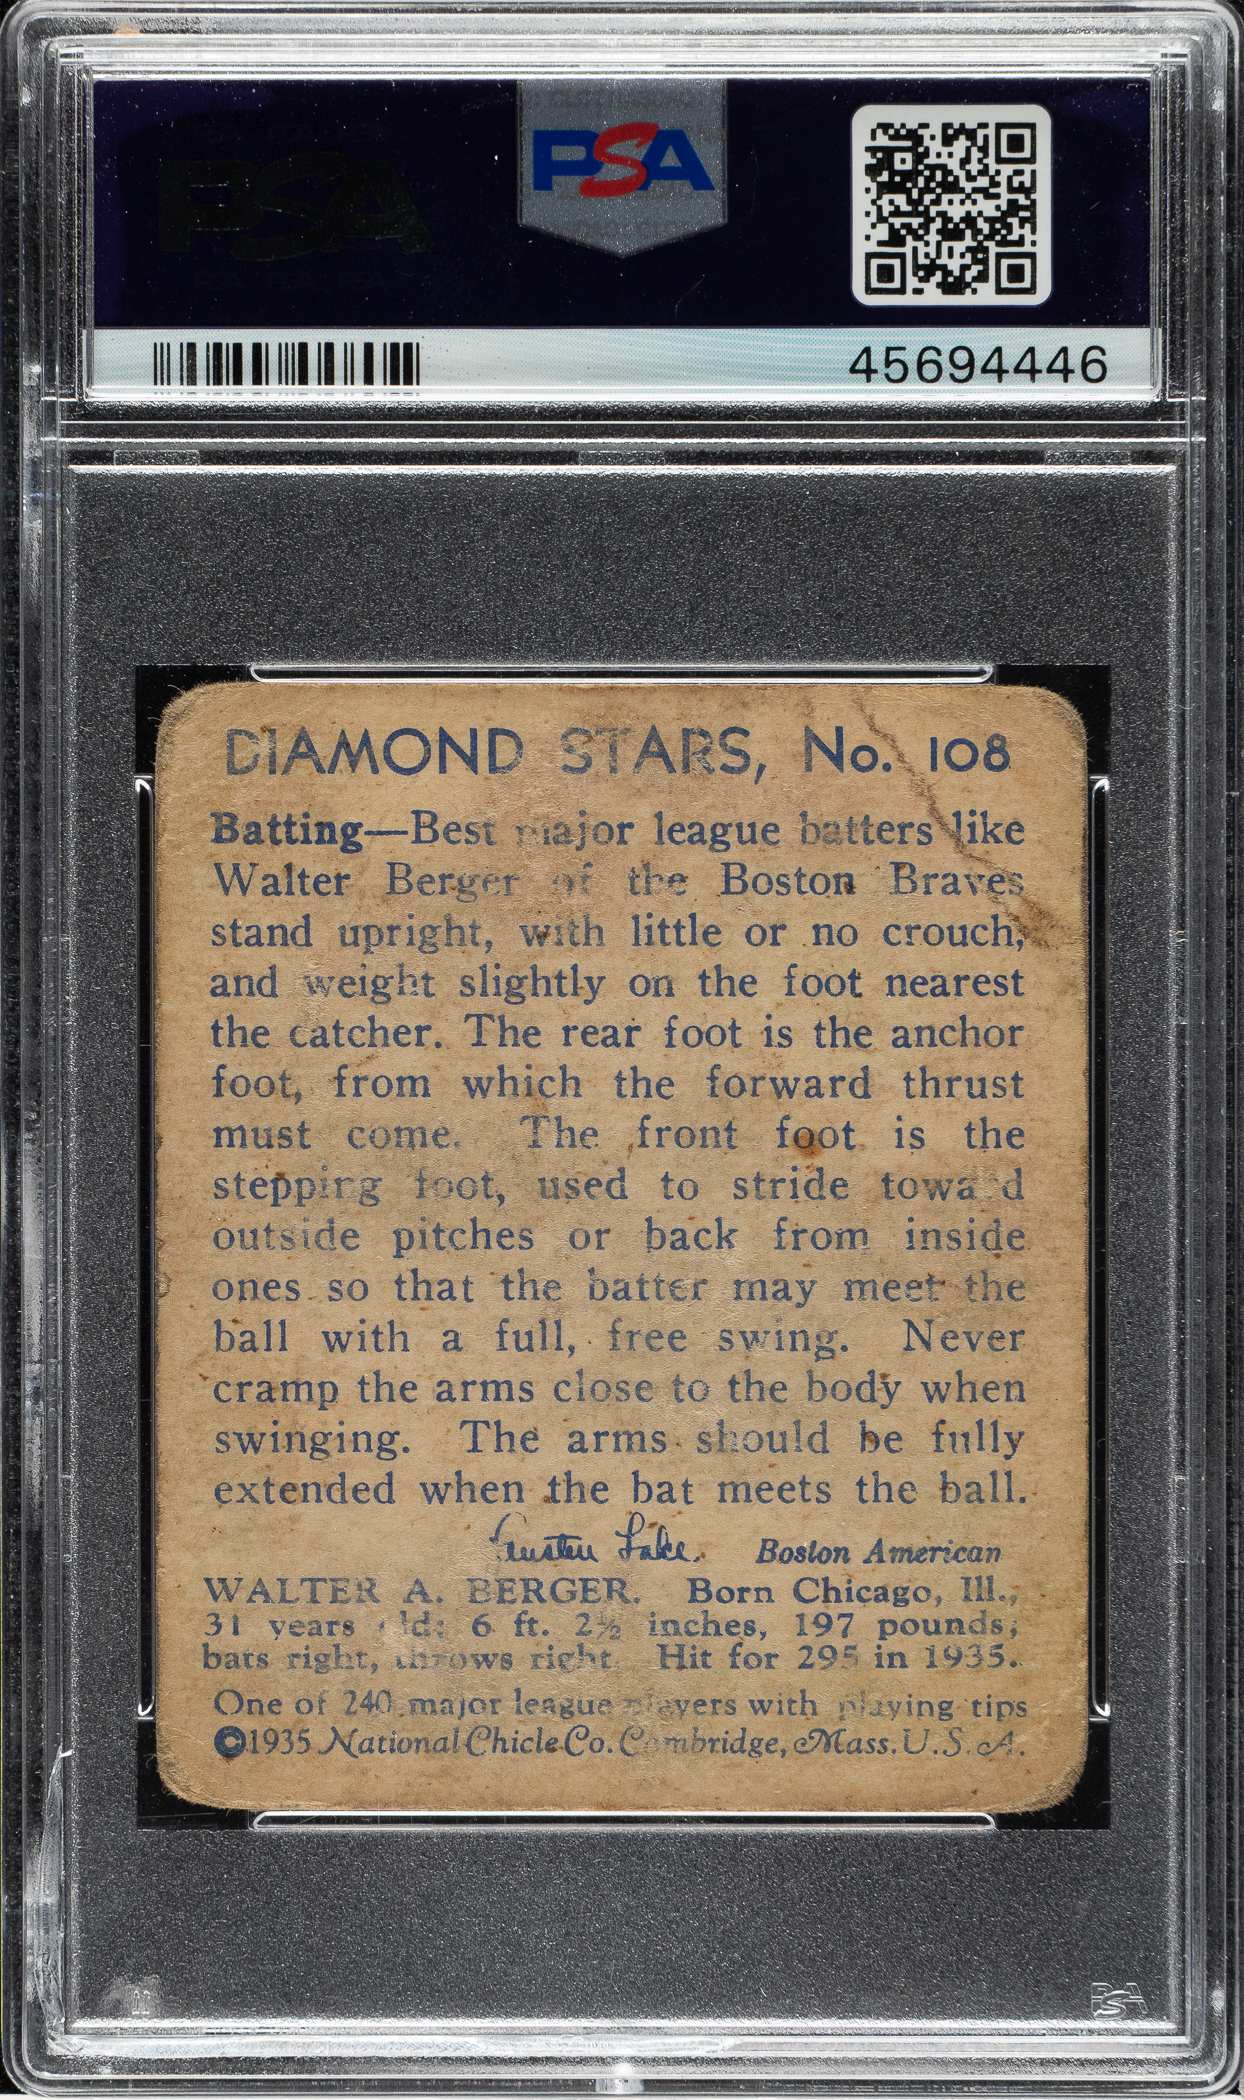 PSA
PSA
45694446
DIAMOND STARS, No. 108
Batting—Best major league batters like
Walter Berger of the Boston Braves
stand upright, with little or no crouch,
and weight slightly on the foot nearest
the catcher. The rear foot is the anchor
foot, from which the forward thrust
must come. The front foot is the
stepping foot, used to stride toward
outside pitches or back from inside
ones so that the batter may meet the
ball with a full, free swing. Never
cramp the arms close to the body when
swinging. The arms should be fully
extended when the bat meets the ball.
Austen Lake. Boston American
WALTER A. BERGER. Born Chicago, Ill.,
31 years old; 6 ft. 2½ inches, 197 pounds;
bats right, throws right. Hit for 295 in 1935.
One of 240 major league players with playing tips
©1935 National Chicle Co. Cambridge, Mass. U.S.A.
PSA